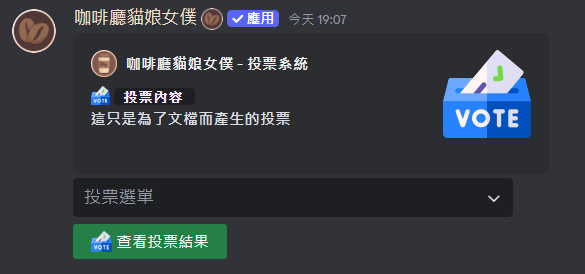 咖啡廳貓娘女僕 應用 今天 19:07
咖啡廳貓娘女僕 - 投票系統
VOTE 投票內容
這只是為了文檔而產生的投票
VOTE
投票選單
VOTE 查看投票結果